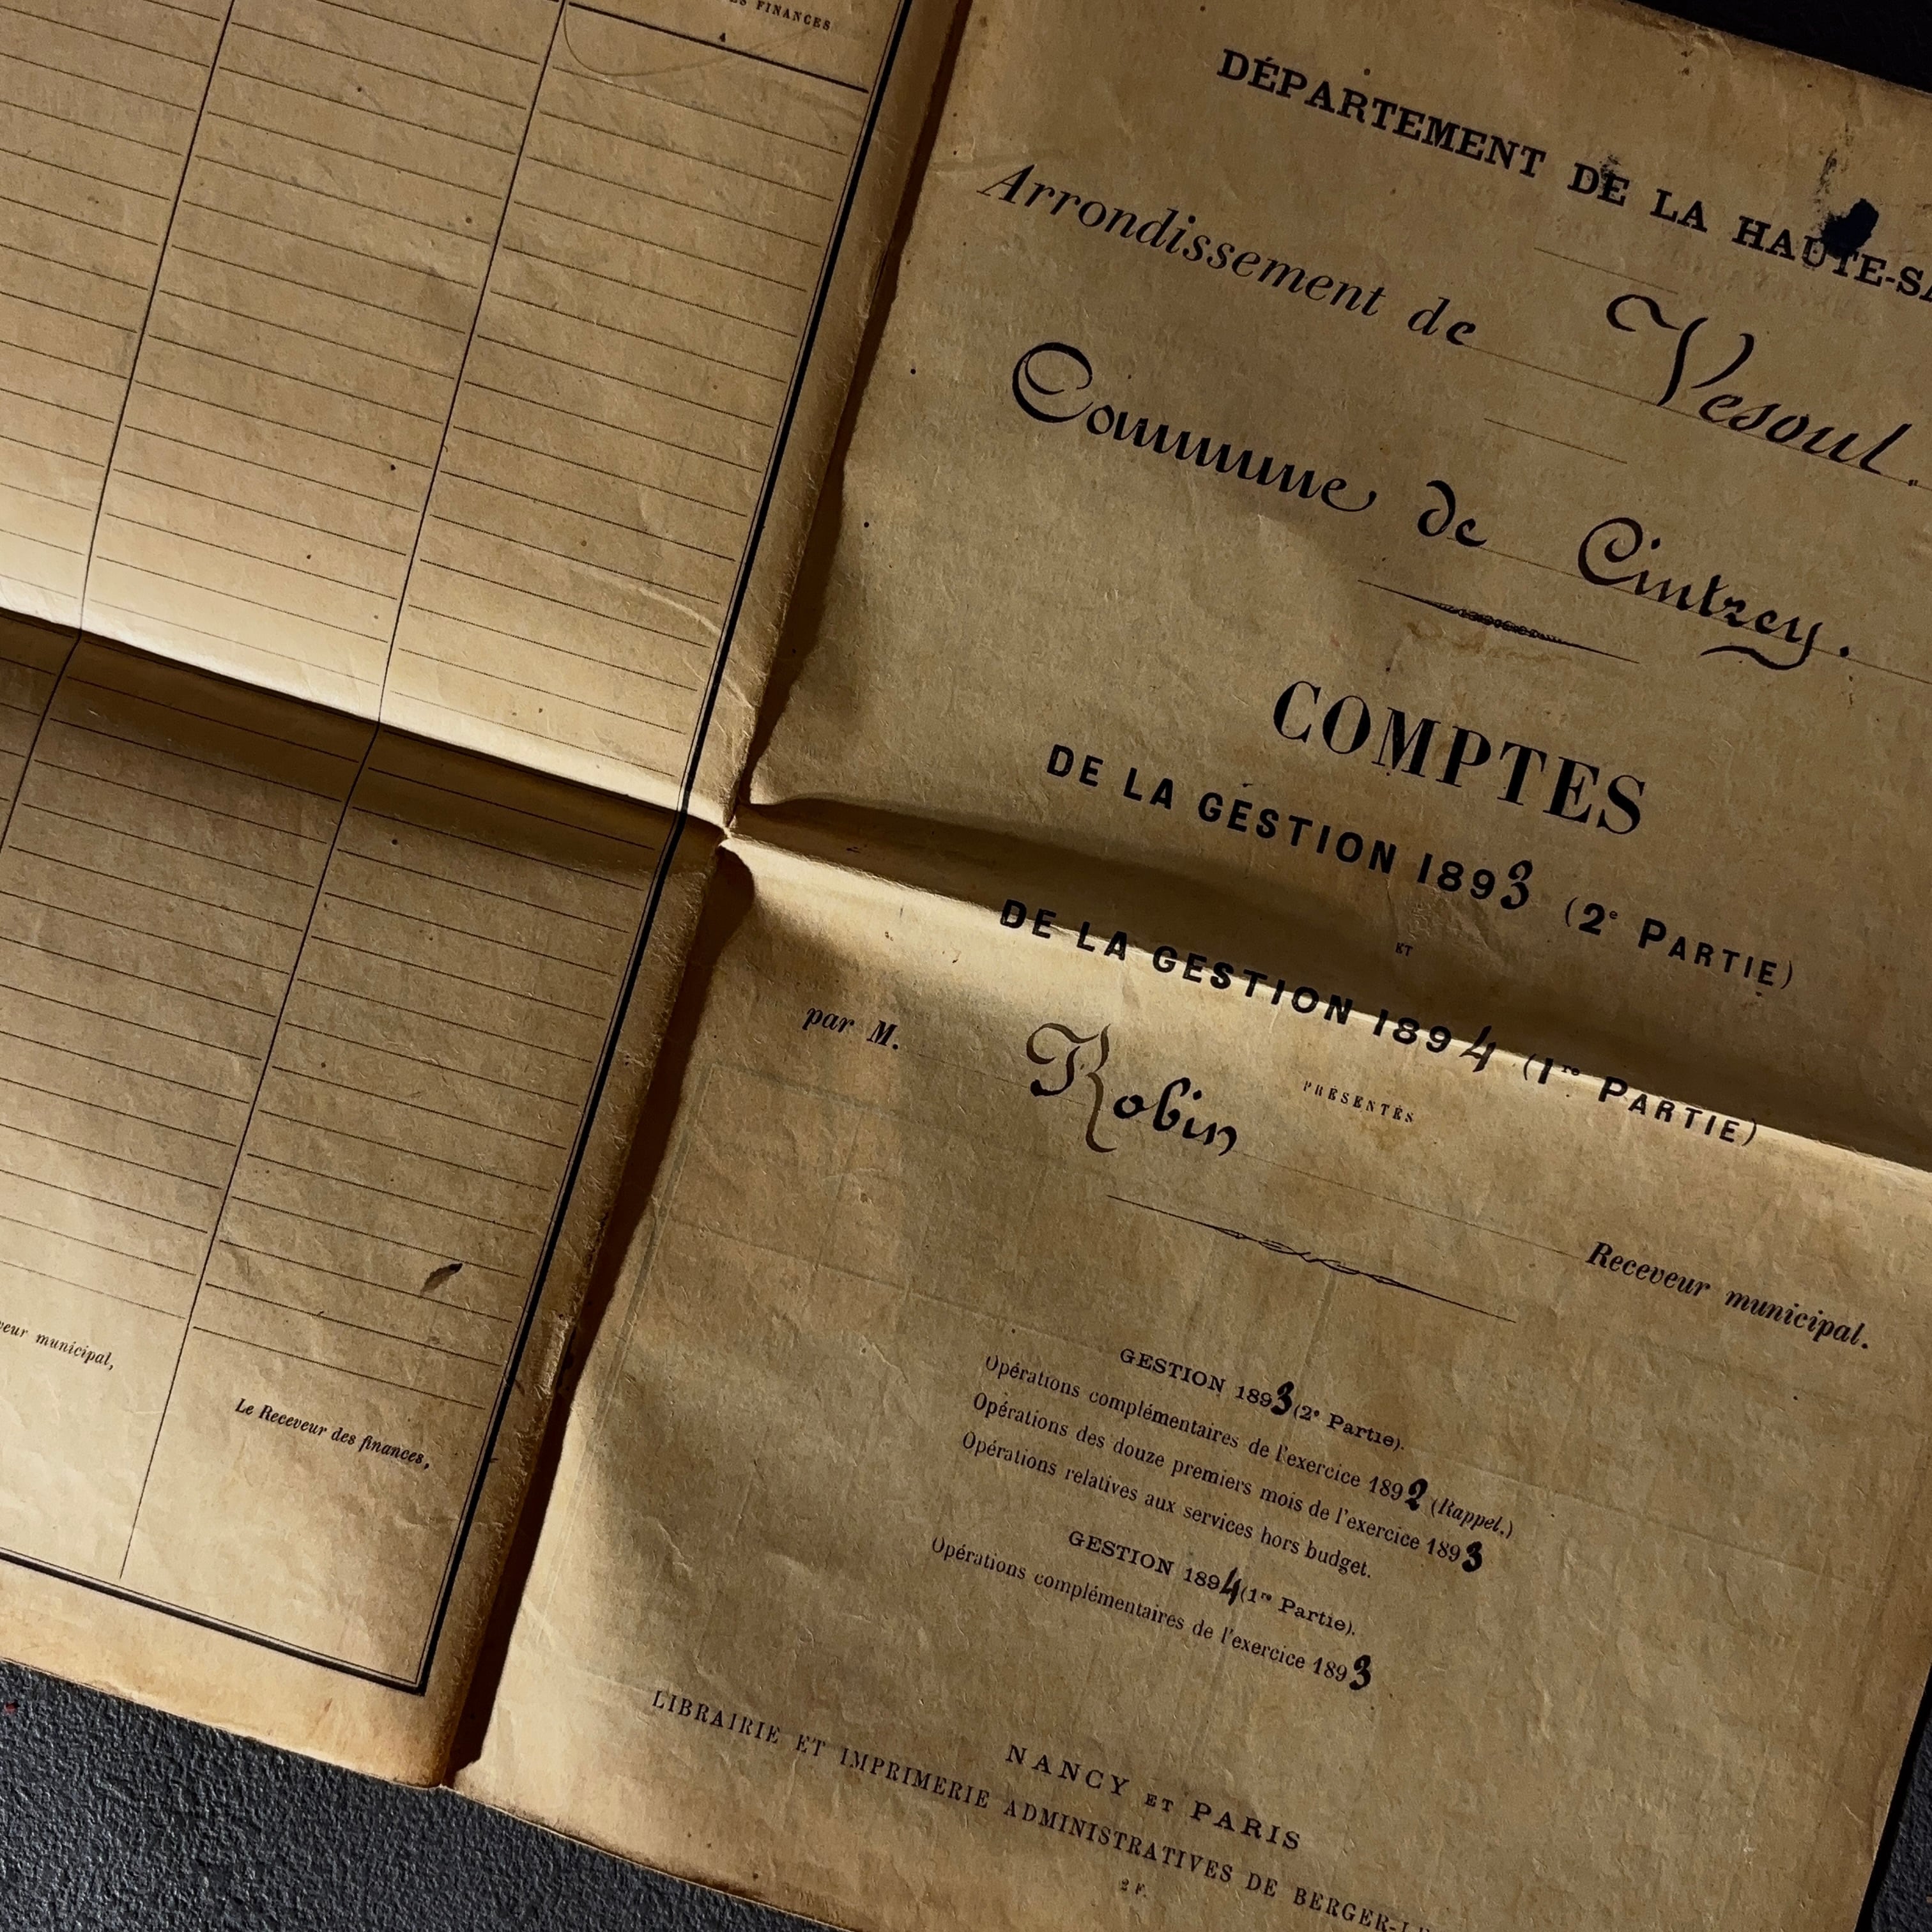 FINANCES
4
veur municipal,
Le Receveur des finances,
DÉPARTEMENT DE LA HAUTE-SA
Arrondissement de Vesoul.
Commune de Cintrey.
COMPTES
DE LA GESTION 1893 (2e PARTIE)
ET
DE LA GESTION 1894 (1re PARTIE)
PRÉSENTÉS
par M. Robin Receveur municipal.
GESTION 1893 (2e Partie).
Opérations complémentaires de l'exercice 1892 (Rappel.)
Opérations des douze premiers mois de l'exercice 1893
Opérations relatives aux services hors budget.
GESTION 1894 (1re Partie).
Opérations complémentaires de l'exercice 1893
NANCY ET PARIS
LIBRAIRIE ET IMPRIMERIE ADMINISTRATIVES DE BERGER-L
2 F.